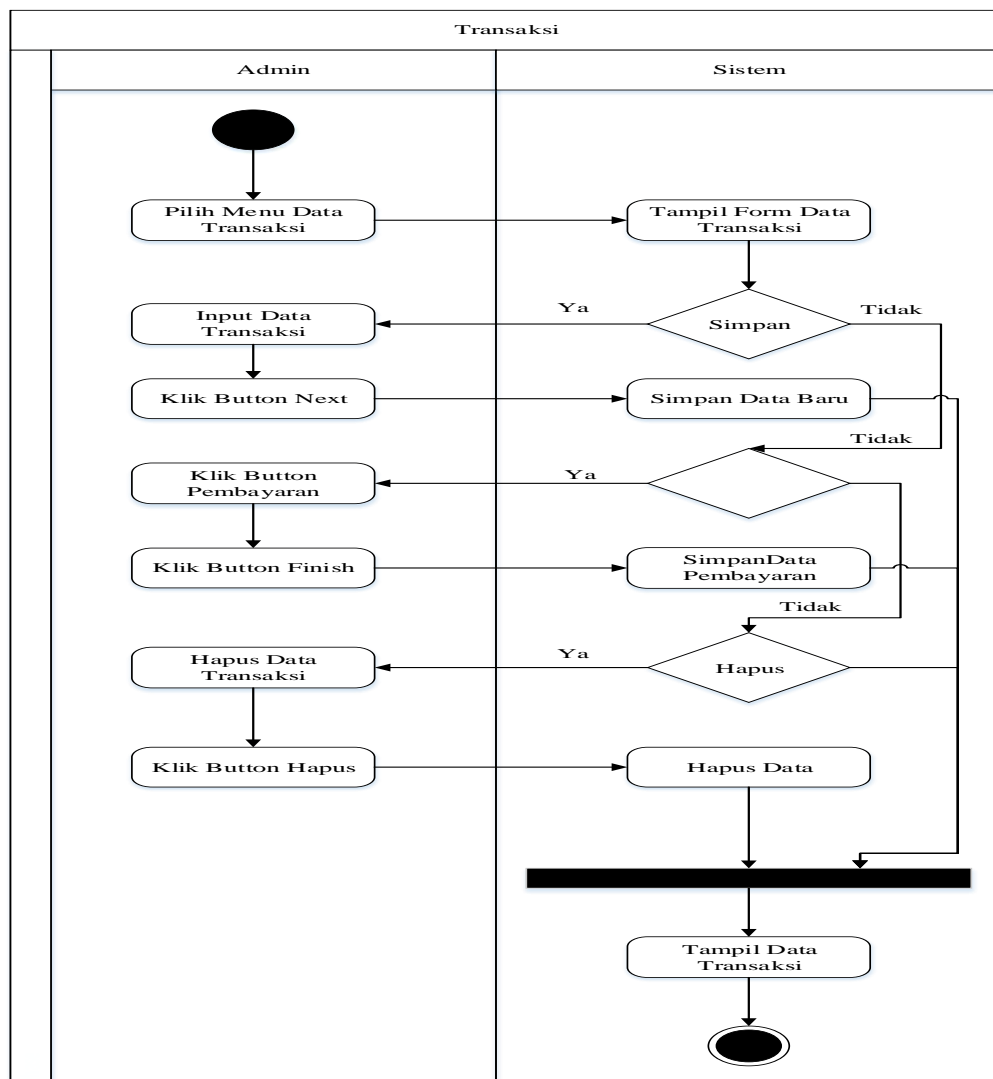 Transaksi
Admin
Sistem
Pilih Menu Data
Transaksi
Tampil Form Data
Transaksi
Input Data
Transaksi
Ya
Simpan
Tidak
Klik Button Next
Simpan Data Baru
Tidak
Klik Button
Pembayaran
Ya
Klik Button Finish
SimpanData
Pembayaran
Tidak
Hapus Data
Transaksi
Ya
Hapus
Klik Button Hapus
Hapus Data
Tampil Data
Transaksi